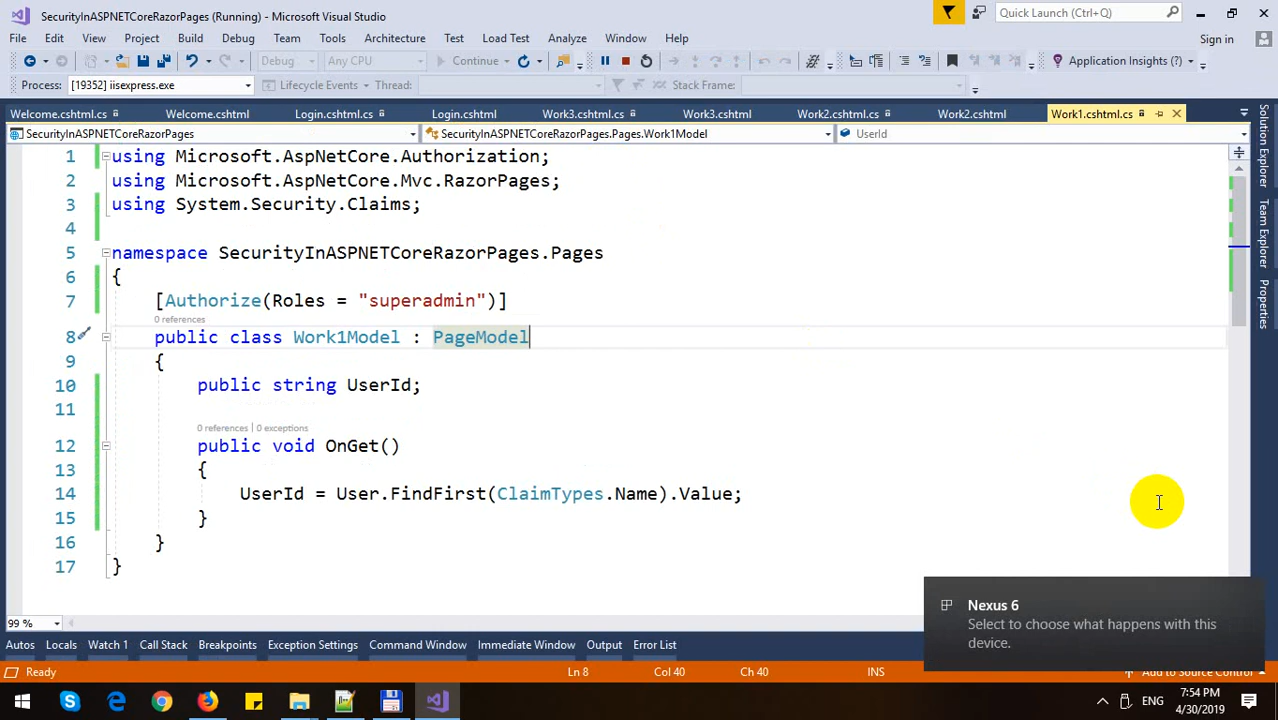 SecurityInASPNETCoreRazorPages (Running) - Microsoft Visual Studio
Quick Launch (Ctrl+Q)
File Edit View Project Build Debug Team Tools Architecture Test Load Test Analyze Window Help
Sign in
Debug Any CPU Continue Application Insights (?)
Process: [19352] iisexpress.exe Lifecycle Events Thread: Stack Frame:
Welcome.cshtml.cs Welcome.cshtml Login.cshtml.cs Login.cshtml Work3.cshtml.cs Work3.cshtml Work2.cshtml.cs Work2.cshtml Work1.cshtml.cs
SecurityInASPNETCoreRazorPages SecurityInASPNETCoreRazorPages.Pages.Work1Model UserId
1 using Microsoft.AspNetCore.Authorization;
2 using Microsoft.AspNetCore.Mvc.RazorPages;
3 using System.Security.Claims;
4
5 namespace SecurityInASPNETCoreRazorPages.Pages
6 {
7 [Authorize(Roles = "superadmin")]
0 references
8 public class Work1Model : PageModel
9 {
10 public string UserId;
11
0 references | 0 exceptions
12 public void OnGet()
13 {
14 UserId = User.FindFirst(ClaimTypes.Name).Value;
15 }
16 }
17 }
Solution Explorer
Team Explorer
Properties
99 %
Nexus 6
Select to choose what happens with this
device.
Autos Locals Watch 1 Call Stack Breakpoints Exception Settings Command Window Immediate Window Output Error List
Ready Ln 8 Col 40 Ch 40 INS Add to Source Control
ENG
7:54 PM
4/30/2019